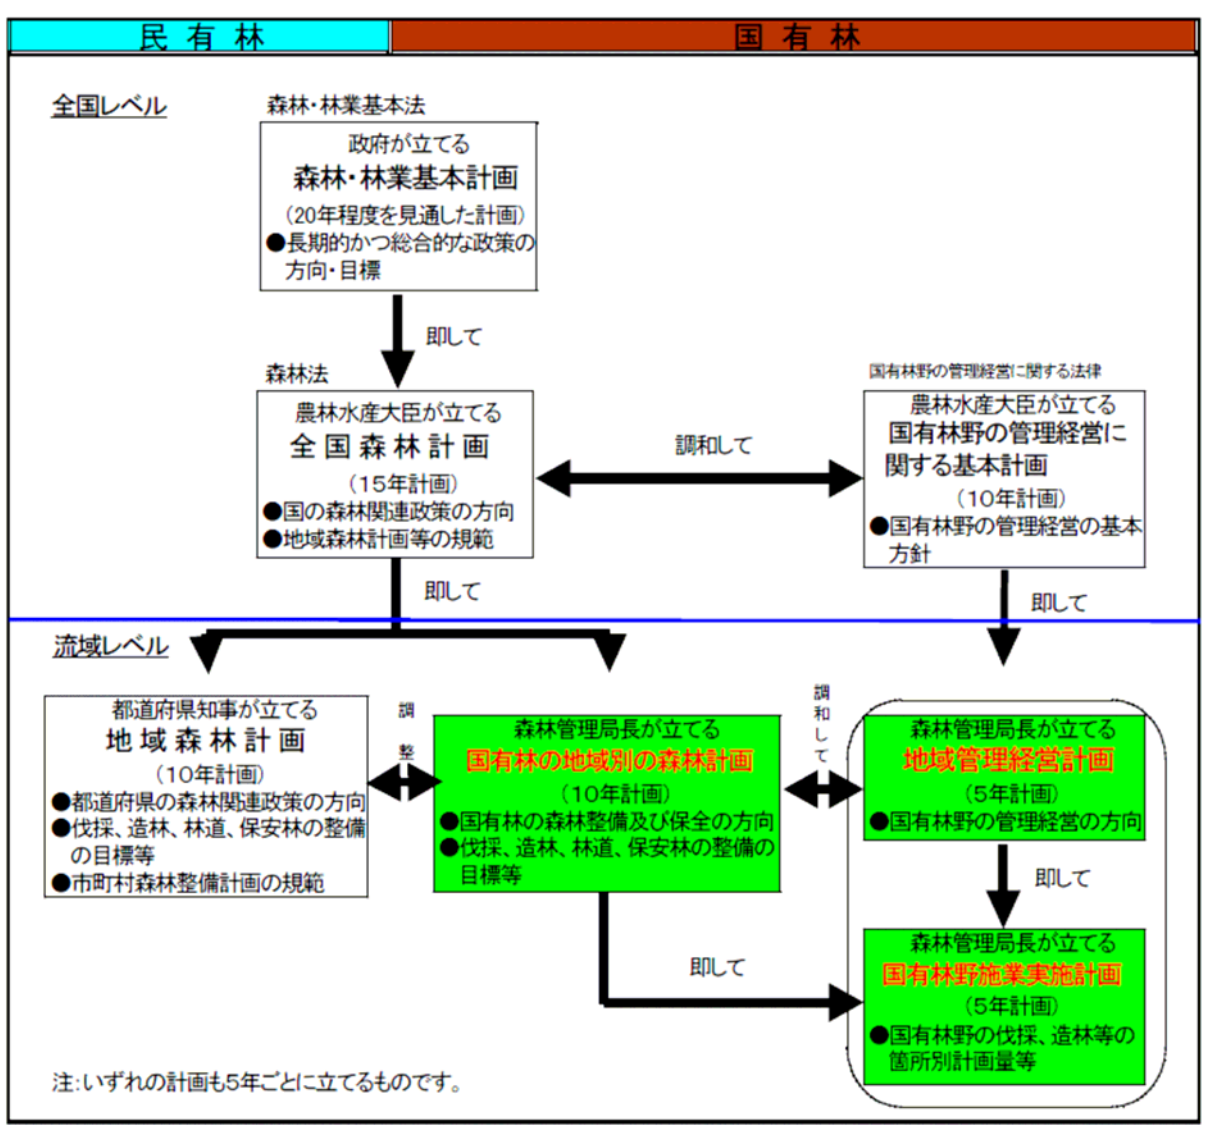 民 有 林
国 有 林
全国レベル
森林・林業基本法
政府が立てる
森林・林業基本計画
（20年程度を見通した計画）
●長期的かつ総合的な政策の
方向・目標
即して
森林法
農林水産大臣が立てる
全 国 森 林 計 画
（15年計画）
●国の森林関連政策の方向
●地域森林計画等の規範
調和して
国有林野の管理経営に関する法律
農林水産大臣が立てる
国有林野の管理経営に
関する基本計画
（10年計画）
●国有林野の管理経営の基本
方針
即して
即して
流域レベル
都道府県知事が立てる
地 域 森 林 計 画
（10年計画）
●都道府県の森林関連政策の方向
●伐採、造林、林道、保安林の整備
の目標等
●市町村森林整備計画の規範
調
整
森林管理局長が立てる
国有林の地域別の森林計画
（10年計画）
●国有林の森林整備及び保全の方向
●伐採、造林、林道、保安林の整備の
目標等
調
和
し
て
森林管理局長が立てる
地域管理経営計画
（5年計画）
●国有林野の管理経営の方向
即して
即して
森林管理局長が立てる
国有林野施業実施計画
（5年計画）
●国有林野の伐採、造林等の
箇所別計画量等
注：いずれの計画も5年ごとに立てるものです。